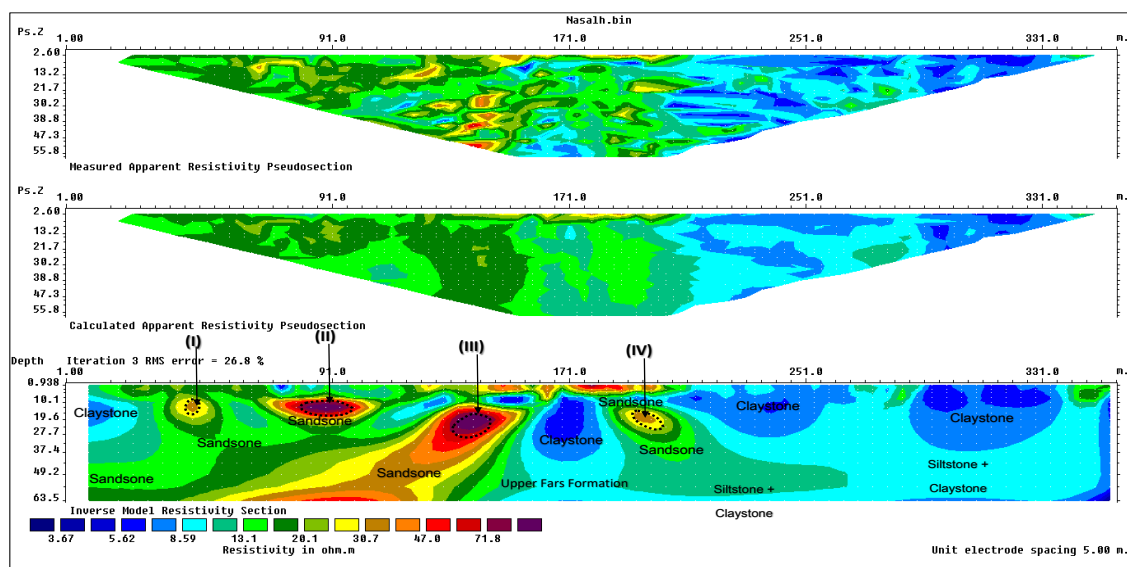 Nasalh.bin
Ps.Z 1.00 91.0 171.0 251.0 331.0 m.
2.60
13.2
21.7
30.2
38.8
47.3
55.8
Measured Apparent Resistivity Pseudosection
Ps.Z 1.00 91.0 171.0 251.0 331.0 m.
2.60
13.2
21.7
30.2
38.8
47.3
55.8
Calculated Apparent Resistivity Pseudosection
(I) (II) (III) (IV)
Depth Iteration 3 RMS error = 26.8 %
1.00 91.0 171.0 251.0 331.0 m.
0.938
10.1
19.6
27.7
37.4
49.2
63.5
Claystone Sandsone Claystone Claystone
Sandsone
Sandsone Claystone Sandsone
Sandsone Sandsone Siltstone +
Upper Fars Formation Siltstone + Claystone
Claystone
Inverse Model Resistivity Section
3.67 5.62 8.59 13.1 20.1 30.7 47.0 71.8
Resistivity in ohm.m Unit electrode spacing 5.00 m.